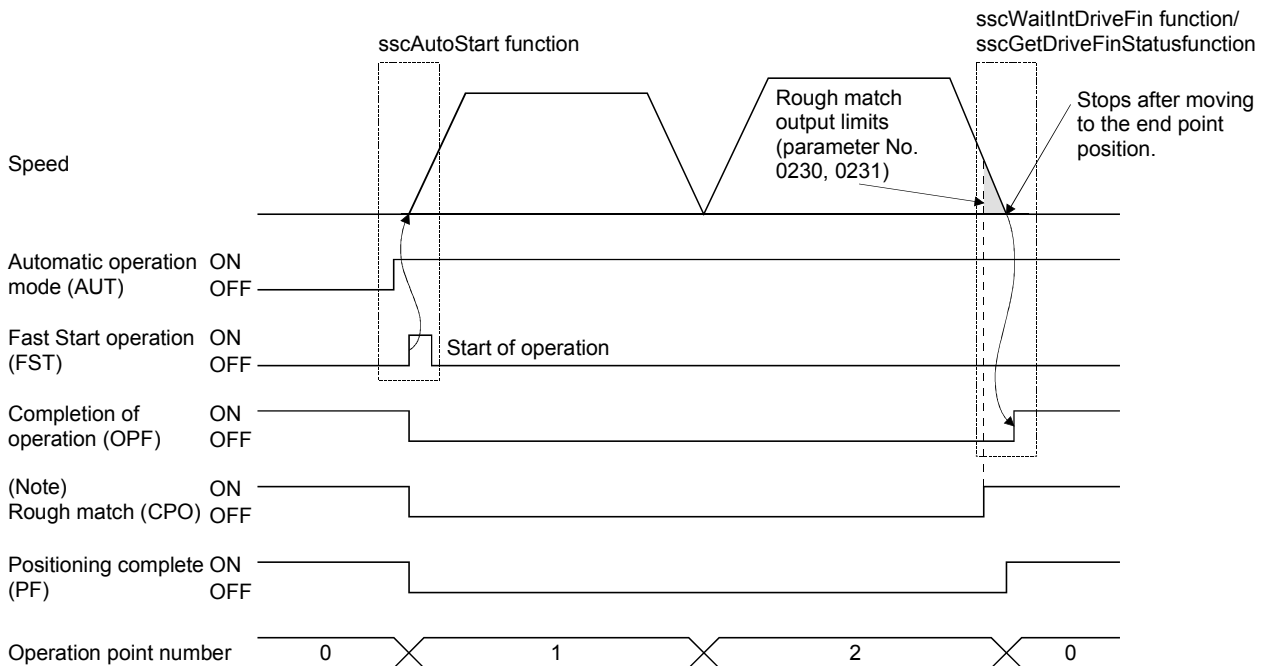 sscWaitIntDriveFin function/
sscGetDriveFinStatusfunction
sscAutoStart function
Rough match
output limits
(parameter No.
0230, 0231)
Stops after moving
to the end point
position.
Speed
Automatic operation ON
mode (AUT) OFF
Fast Start operation ON
(FST) OFF
Start of operation
Completion of ON
operation (OPF) OFF
(Note) ON
Rough match (CPO) OFF
Positioning complete ON
(PF) OFF
Operation point number 0 1 2 0